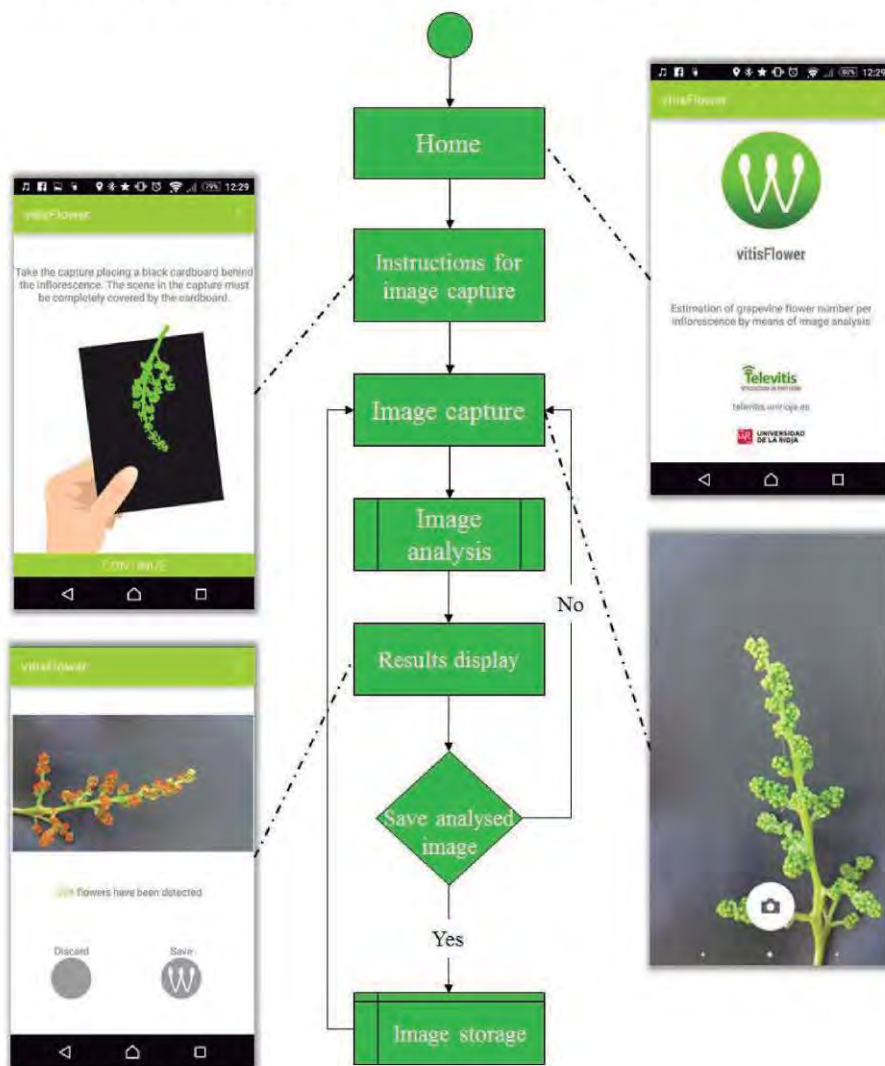 Home
Instructions for
image capture
Image capture
Image
analysis
Results display
Save analysed
image
No
Yes
Image storage
12:29
vitisFlower
Take the capture placing a black cardboard behind
the inflorescence. The scene in the capture must
be completely covered by the cardboard.
CONTINUE
vitisFlower
flowers have been detected
Discard
Save
12:29
vitisFlower
vitisFlower
Estimation of grapevine flower number per
inflorescence by means of image analysis
Televitis
televitis.unirioja.es
UNIVERSIDAD
DE LA RIOJA